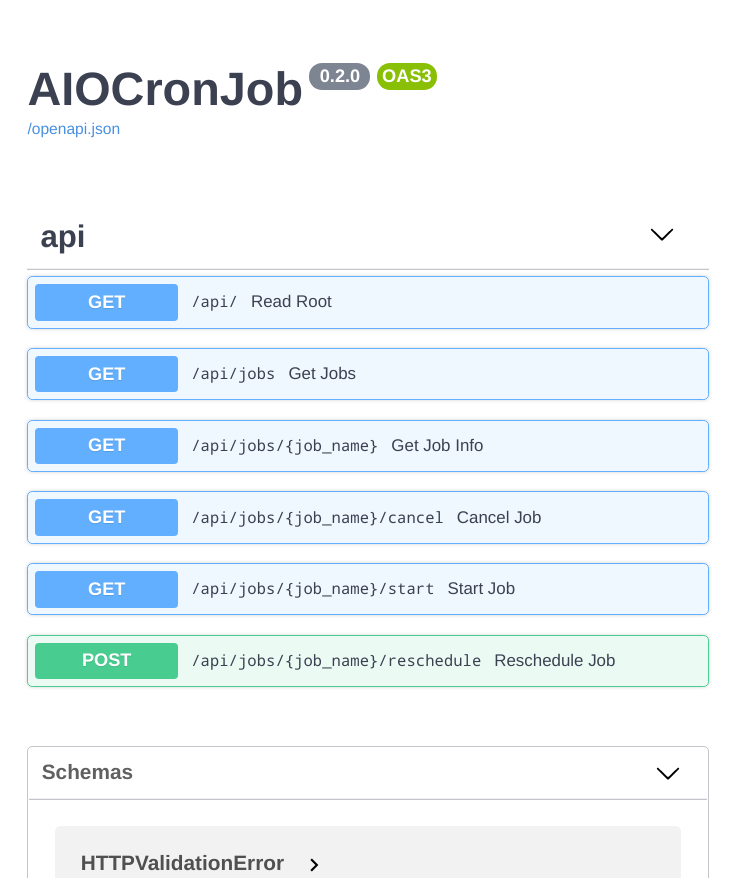 AIOCronJob 0.2.0 OAS3
/openapi.json
api
GET /api/ Read Root
GET /api/jobs Get Jobs
GET /api/jobs/{job_name} Get Job Info
GET /api/jobs/{job_name}/cancel Cancel Job
GET /api/jobs/{job_name}/start Start Job
POST /api/jobs/{job_name}/reschedule Reschedule Job
Schemas
HTTPValidationError